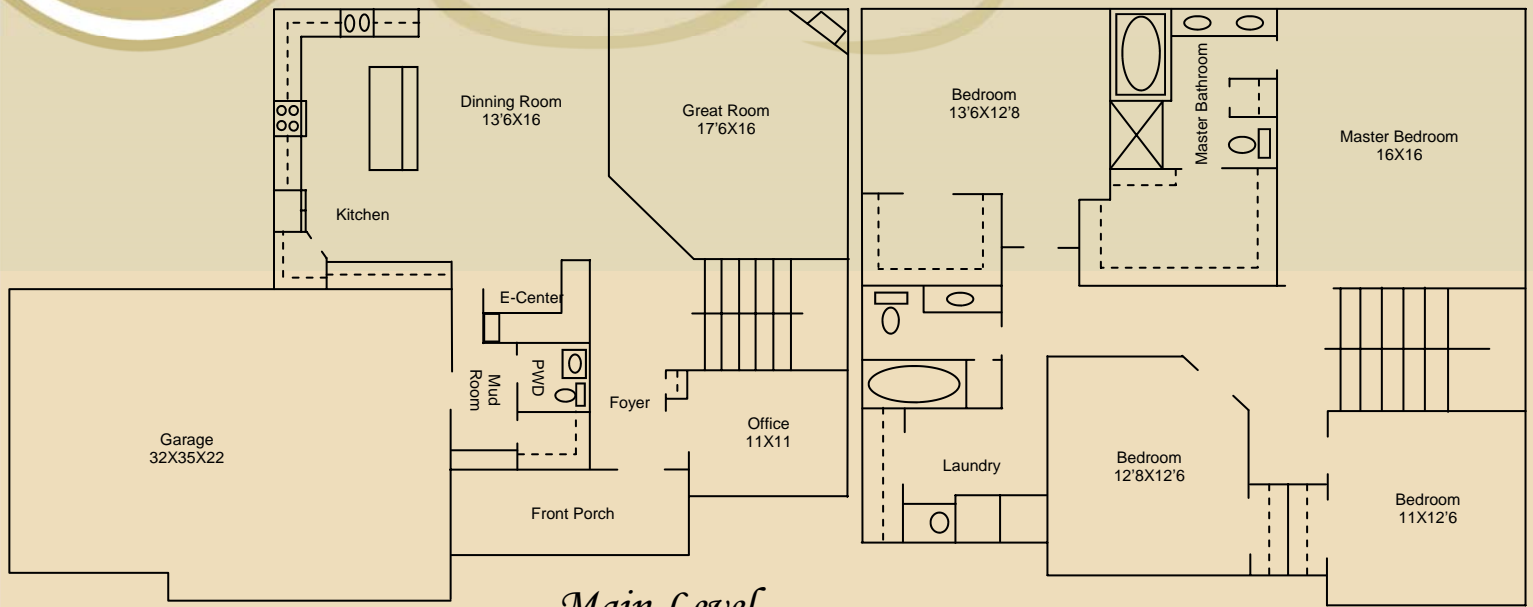 Dinning Room
13'6X16
Great Room
17'6X16
Kitchen
E-Center
PWD
Mud
Room
Foyer
Office
11X11
Garage
32X35X22
Front Porch
Main Level
Bedroom
13'6X12'8
Master Bathroom
Master Bedroom
16X16
Laundry
Bedroom
12'8X12'6
Bedroom
11X12'6